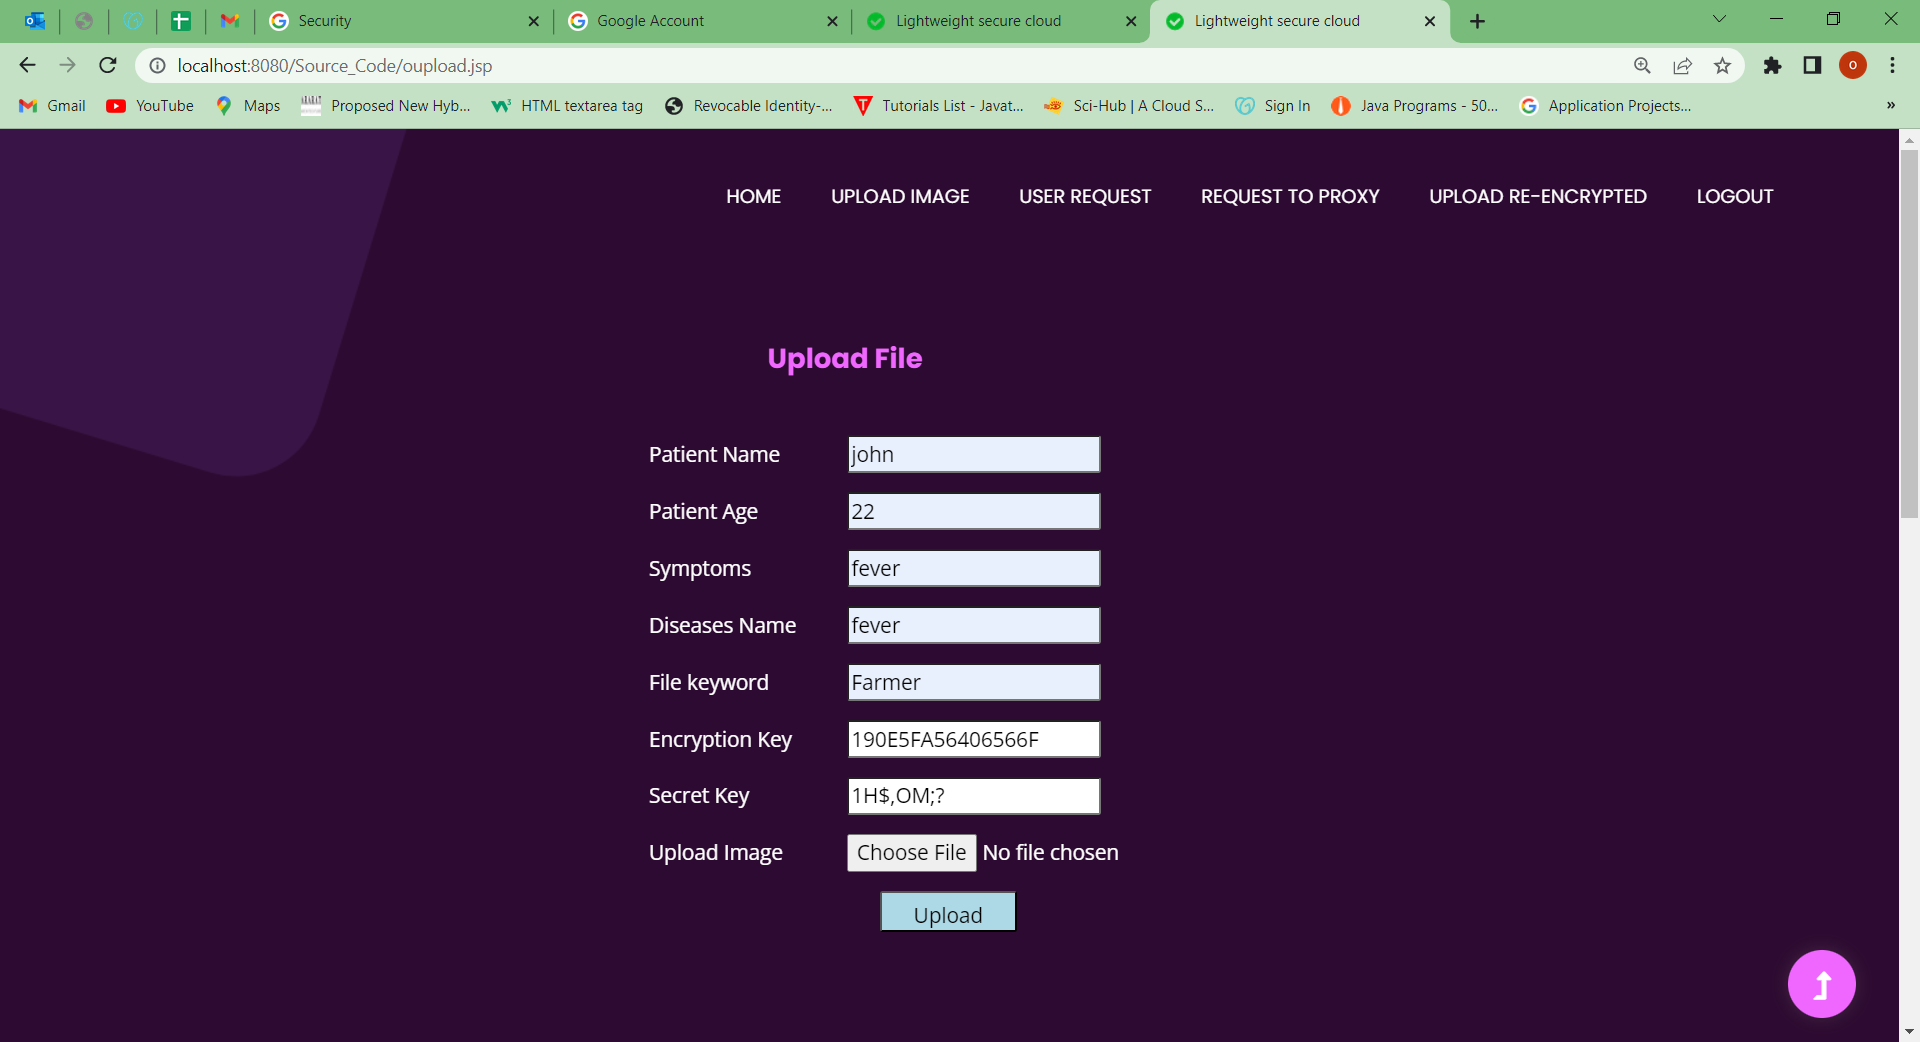 Security
Google Account
Lightweight secure cloud
Lightweight secure cloud
localhost:8080/Source_Code/oupload.jsp
o
Gmail
YouTube
Maps
Proposed New Hyb...
HTML textarea tag
Revocable Identity-...
Tutorials List - Javat...
Sci-Hub | A Cloud S...
Sign In
Java Programs - 50...
Application Projects...
»
HOME
UPLOAD IMAGE
USER REQUEST
REQUEST TO PROXY
UPLOAD RE-ENCRYPTED
LOGOUT
Upload File
Patient Name john
Patient Age 22
Symptoms fever
Diseases Name fever
File keyword Farmer
Encryption Key 190E5FA56406566F
Secret Key 1H$,OM;?
Upload Image Choose File No file chosen
Upload